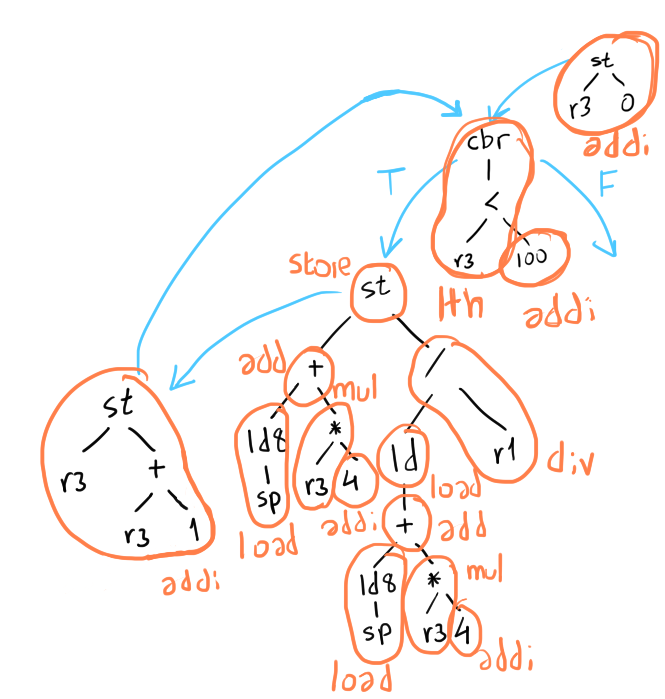 st
r3 0
addi
cbr
T F
<
r3 100
store
st
lth addi
add + /
mul
st
ld8 * ld r1 div
r3 + sp r3 4 load
addi
load + add
r3 1
addi
ld8 * mul
sp r3 4
addi
load